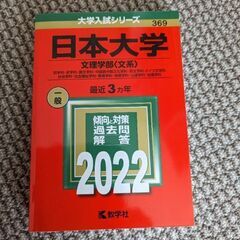 大学入試シリーズ
369
日本大学
文理学部〈文系〉
最近3カ年
一般
傾向と対策
過去問
解答
2022
教学社